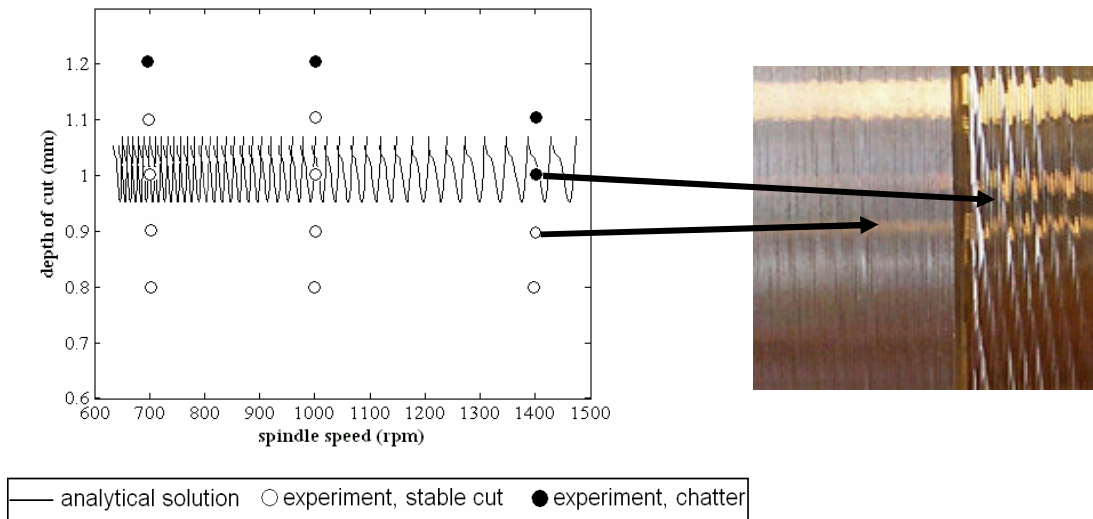 1.2
1.1
1
0.9
0.8
0.7
0.6
depth of cut (mm)
600 700 800 900 1000 1100 1200 1300 1400 1500
spindle speed (rpm)
analytical solution experiment, stable cut experiment, chatter